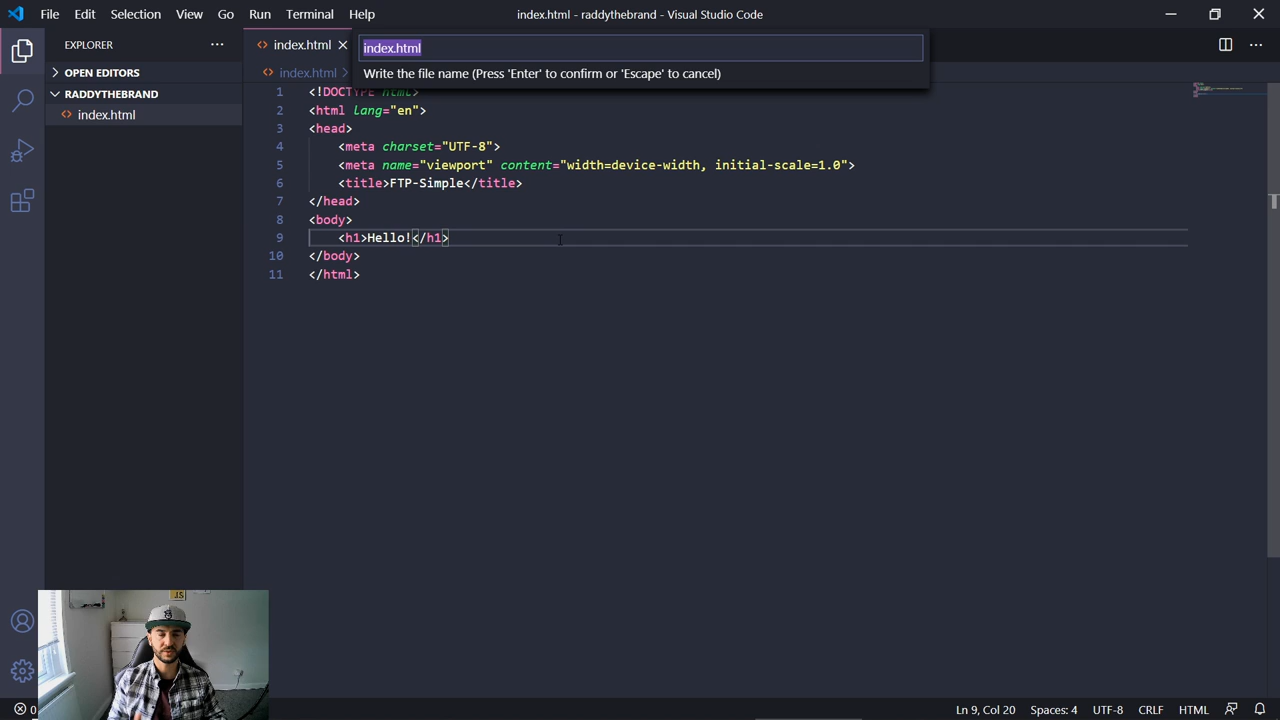 File Edit Selection View Go Run Terminal Help
index.html - raddythebrand - Visual Studio Code
EXPLORER
OPEN EDITORS
RADDYTHEBRAND
index.html
index.html
index.html
Write the file name (Press 'Enter' to confirm or 'Escape' to cancel)
index.html
1 <!DOCTYPE html>
2 <html lang="en">
3 <head>
4 <meta charset="UTF-8">
5 <meta name="viewport" content="width=device-width, initial-scale=1.0">
6 <title>FTP-Simple</title>
7 </head>
8 <body>
9 <h1>Hello!</h1>
10 </body>
11 </html>
0
Ln 9, Col 20 Spaces: 4 UTF-8 CRLF HTML